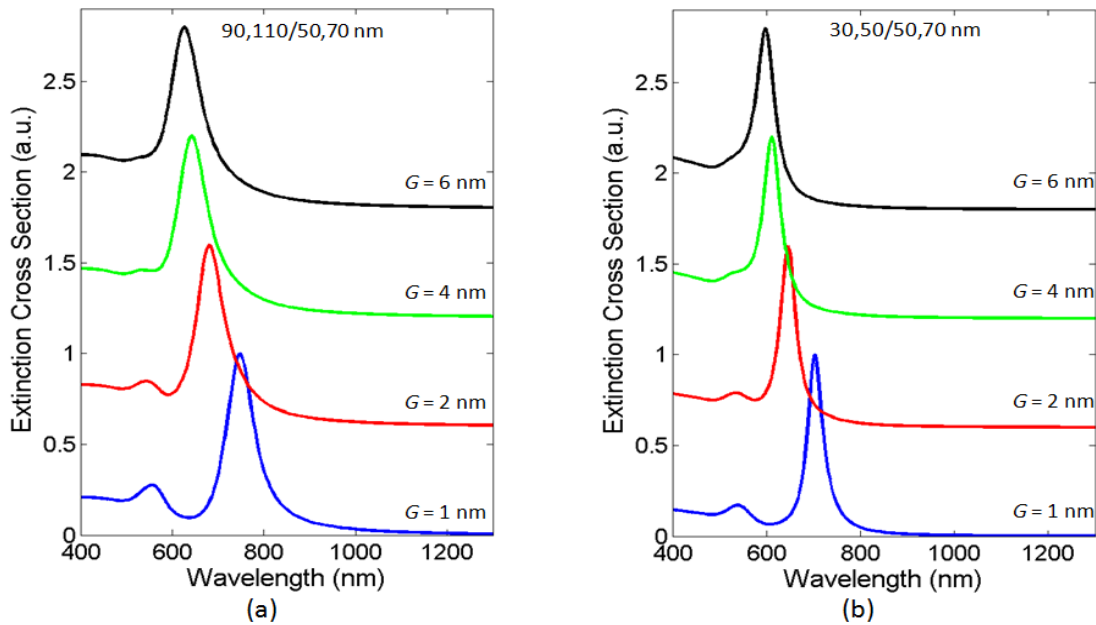 90,110/50,70 nm
Extinction Cross Section (a.u.)
2.5
2
1.5
1
0.5
0
G = 6 nm
G = 4 nm
G = 2 nm
G = 1 nm
400 600 800 1000 1200
Wavelength (nm)
(a)
30,50/50,70 nm
Extinction Cross Section (a.u.)
2.5
2
1.5
1
0.5
0
G = 6 nm
G = 4 nm
G = 2 nm
G = 1 nm
400 600 800 1000 1200
Wavelength (nm)
(b)